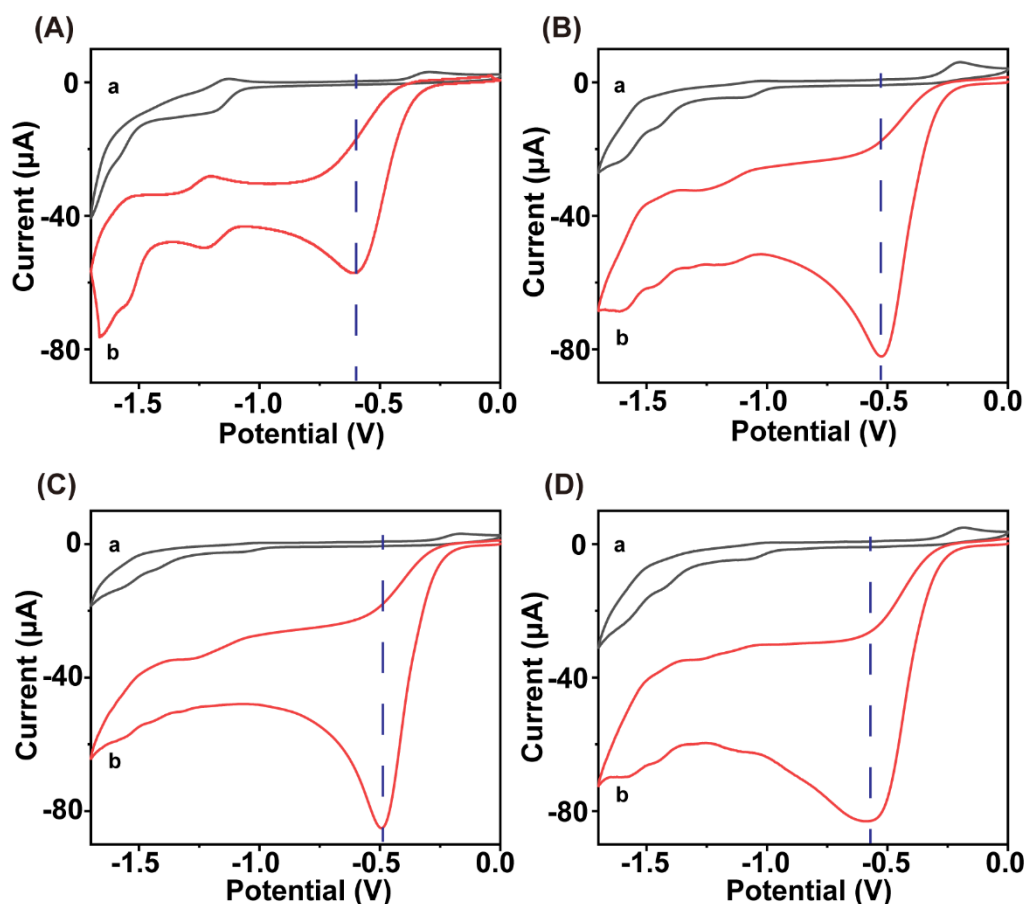 (A)
a
b
0
-40
-80
Current (µA)
-1.5 -1.0 -0.5 0.0
Potential (V)
(B)
a
b
0
-40
-80
Current (µA)
-1.5 -1.0 -0.5 0.0
Potential (V)
(C)
a
b
0
-40
-80
Current (µA)
-1.5 -1.0 -0.5 0.0
Potential (V)
(D)
a
b
0
-40
-80
Current (µA)
-1.5 -1.0 -0.5 0.0
Potential (V)